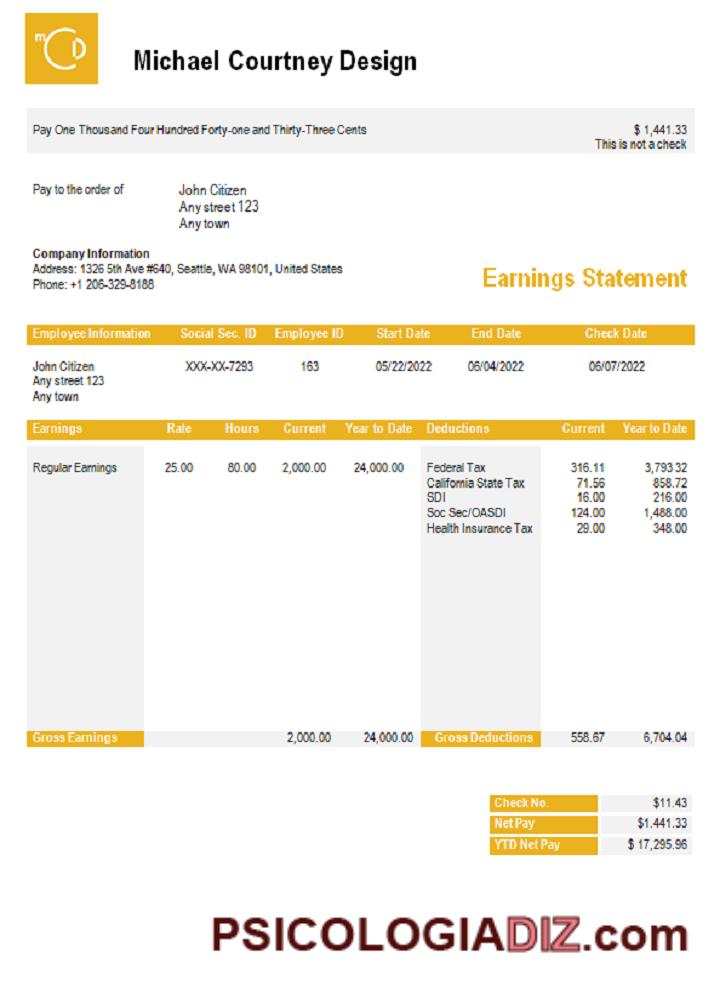 mCD
Michael Courtney Design
Pay One Thousand Four Hundred Forty-one and Thirty-Three Cents $ 1,441.33
This is not a check
Pay to the order of John Citizen
Any street 123
Any town
Company Information
Address: 1326 5th Ave #640, Seattle, WA 98101, United States
Phone: +1 206-329-8188
Earnings Statement
Employee Information Social Sec. ID Employee ID Start Date End Date Check Date
John Citizen XXX-XX-7293 163 05/22/2022 06/04/2022 06/07/2022
Any street 123
Any town
Earnings Rate Hours Current Year to Date Deductions Current Year to Date
Regular Earnings 25.00 80.00 2,000.00 24,000.00 Federal Tax 316.11 3,793 32
California State Tax 71.56 858.72
SDI 16.00 216.00
Soc Sec/OASDI 124.00 1,488.00
Health Insurance Tax 29.00 348.00
Gross Earnings 2,000.00 24,000.00 Gross Deductions 558.67 6,704.04
Check No. $11.43
Net Pay $1.441.33
YTD Net Pay $ 17,295.96
PSICOLOGIADIZ.com